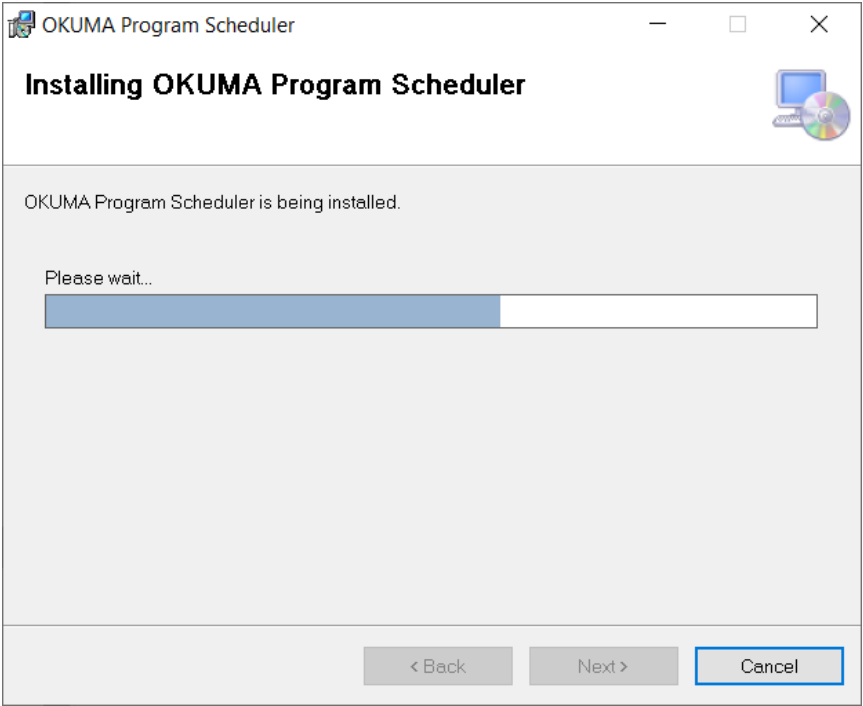 OKUMA Program Scheduler
Installing OKUMA Program Scheduler
OKUMA Program Scheduler is being installed.
Please wait...
< Back
Next >
Cancel